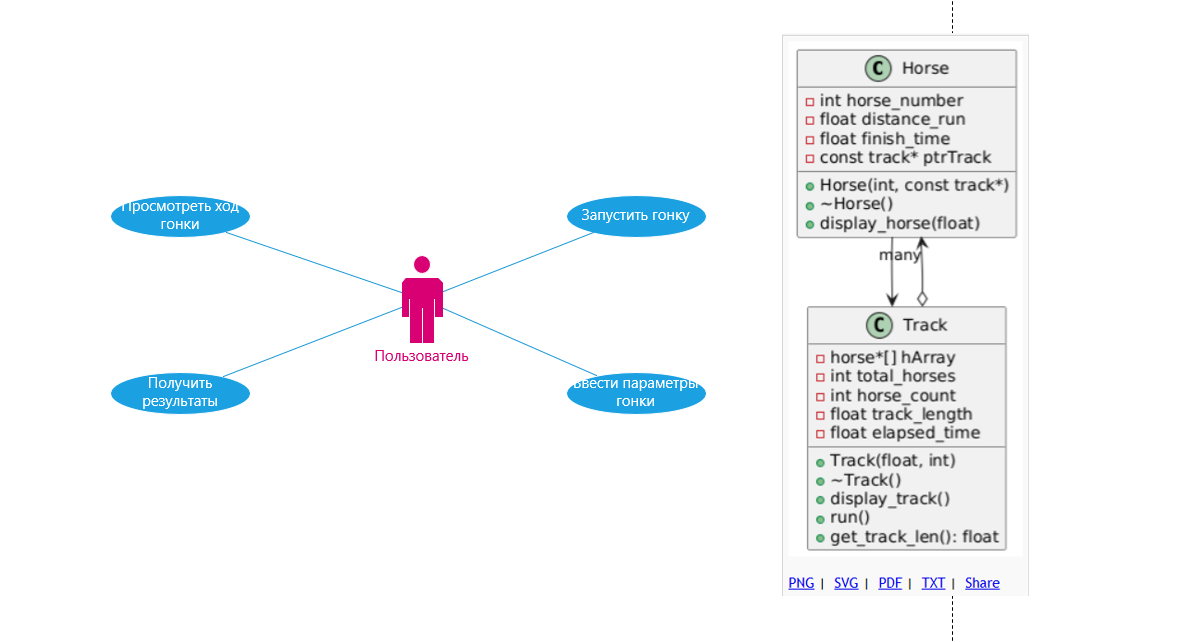 Просмотреть ход
гонки
Запустить гонку
Пользователь
Получить
результаты
Ввести параметры
гонки
C Horse
int horse_number
float distance_run
float finish_time
const track* ptrTrack
Horse(int, const track*)
~Horse()
display_horse(float)
many
C Track
horse*[] hArray
int total_horses
int horse_count
float track_length
float elapsed_time
Track(float, int)
~Track()
display_track()
run()
get_track_len(): float
PNG | SVG | PDF | TXT | Share